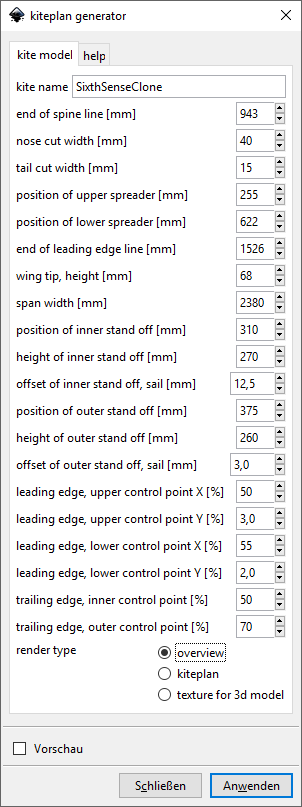 kiteplan generator
kite model help
kite name SixthSenseClone
end of spine line [mm] 943
nose cut width [mm] 40
tail cut width [mm] 15
position of upper spreader [mm] 255
position of lower spreader [mm] 622
end of leading edge line [mm] 1526
wing tip, height [mm] 68
span width [mm] 2380
position of inner stand off [mm] 310
height of inner stand off [mm] 270
offset of inner stand off, sail [mm] 12,5
position of outer stand off [mm] 375
height of outer stand off [mm] 260
offset of outer stand off, sail [mm] 3,0
leading edge, upper control point X [%] 50
leading edge, upper control point Y [%] 3,0
leading edge, lower control point X [%] 55
leading edge, lower control point Y [%] 2,0
trailing edge, inner control point [%] 50
trailing edge, outer control point [%] 70
render type overview
kiteplan
texture for 3d model
Vorschau
Schließen Anwenden